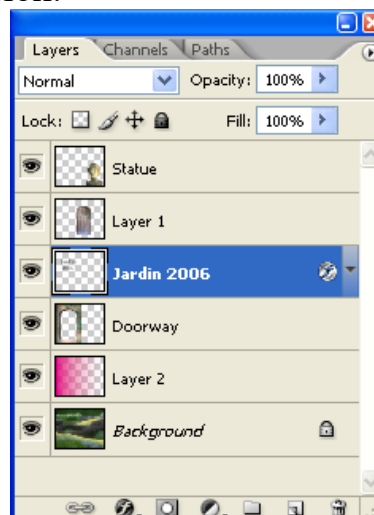 Layers Channels Paths
Normal Opacity: 100%
Lock: Fill: 100%
Statue
Layer 1
Jardin 2006
Doorway
Layer 2
Background